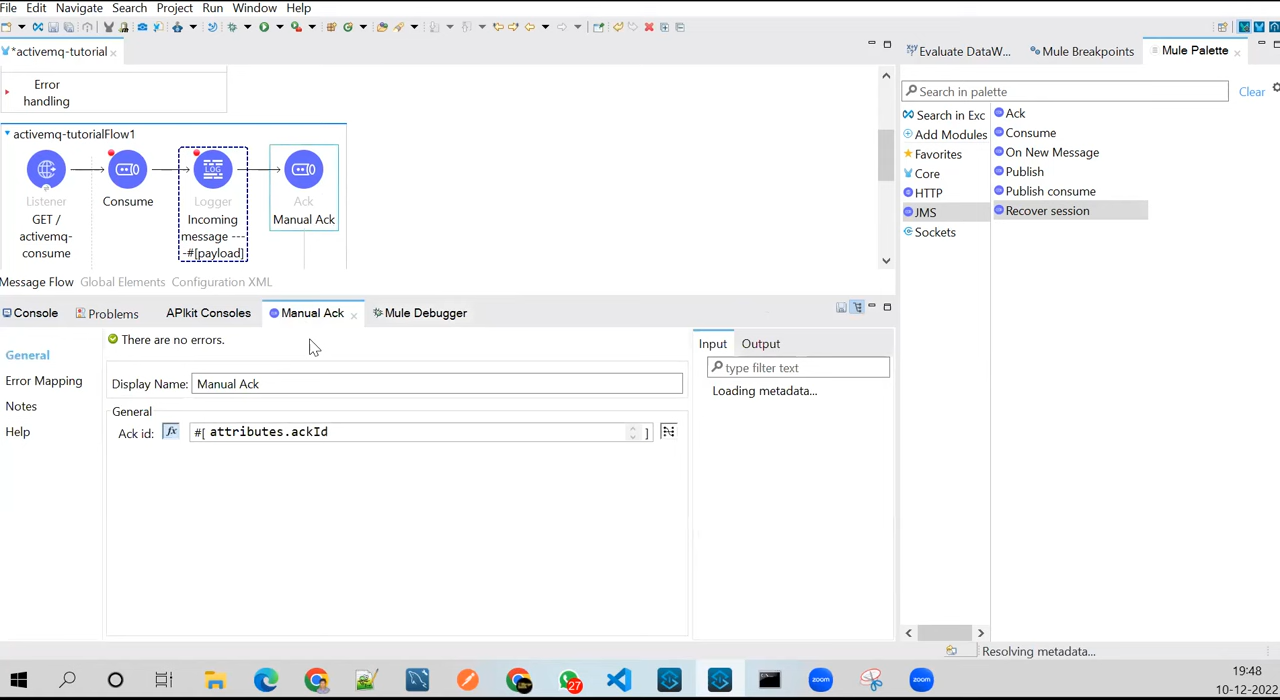 File Edit Navigate Search Project Run Window Help
*activemq-tutorial
Evaluate DataW... Mule Breakpoints Mule Palette
Search in palette Clear
Error
handling
activemq-tutorialFlow1
LOG
Listener
GET /
activemq-
consume
Consume
Logger
Incoming
message ---
-#[payload]
Ack
Manual Ack
Message Flow Global Elements Configuration XML
Search in Exc
Add Modules
Favorites
Core
HTTP
JMS
Sockets
Ack
Consume
On New Message
Publish
Publish consume
Recover session
Console Problems APIkit Consoles Manual Ack Mule Debugger
General
Error Mapping
Notes
Help
There are no errors.
Display Name: Manual Ack
General
Ack id: fx #[ attributes.ackId ]
Input Output
type filter text
Loading metadata...
Resolving metadata...
27
zoom
zoom
19:48
10-12-2022